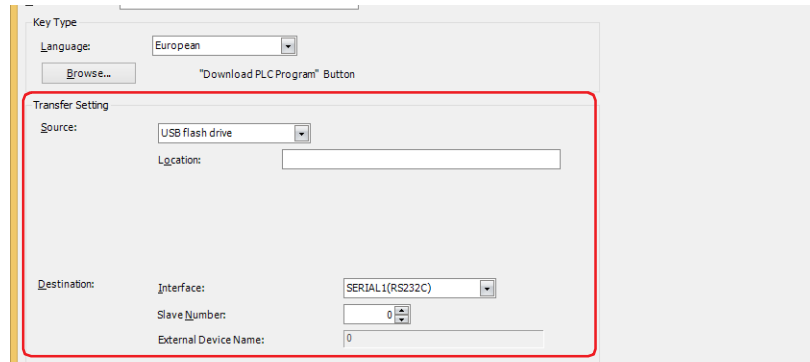 Key Type
Language: European
Browse... "Download PLC Program" Button
Transfer Setting
Source: USB flash drive
Location:
Destination: Interface: SERIAL1(RS232C)
Slave Number: 0
External Device Name: 0